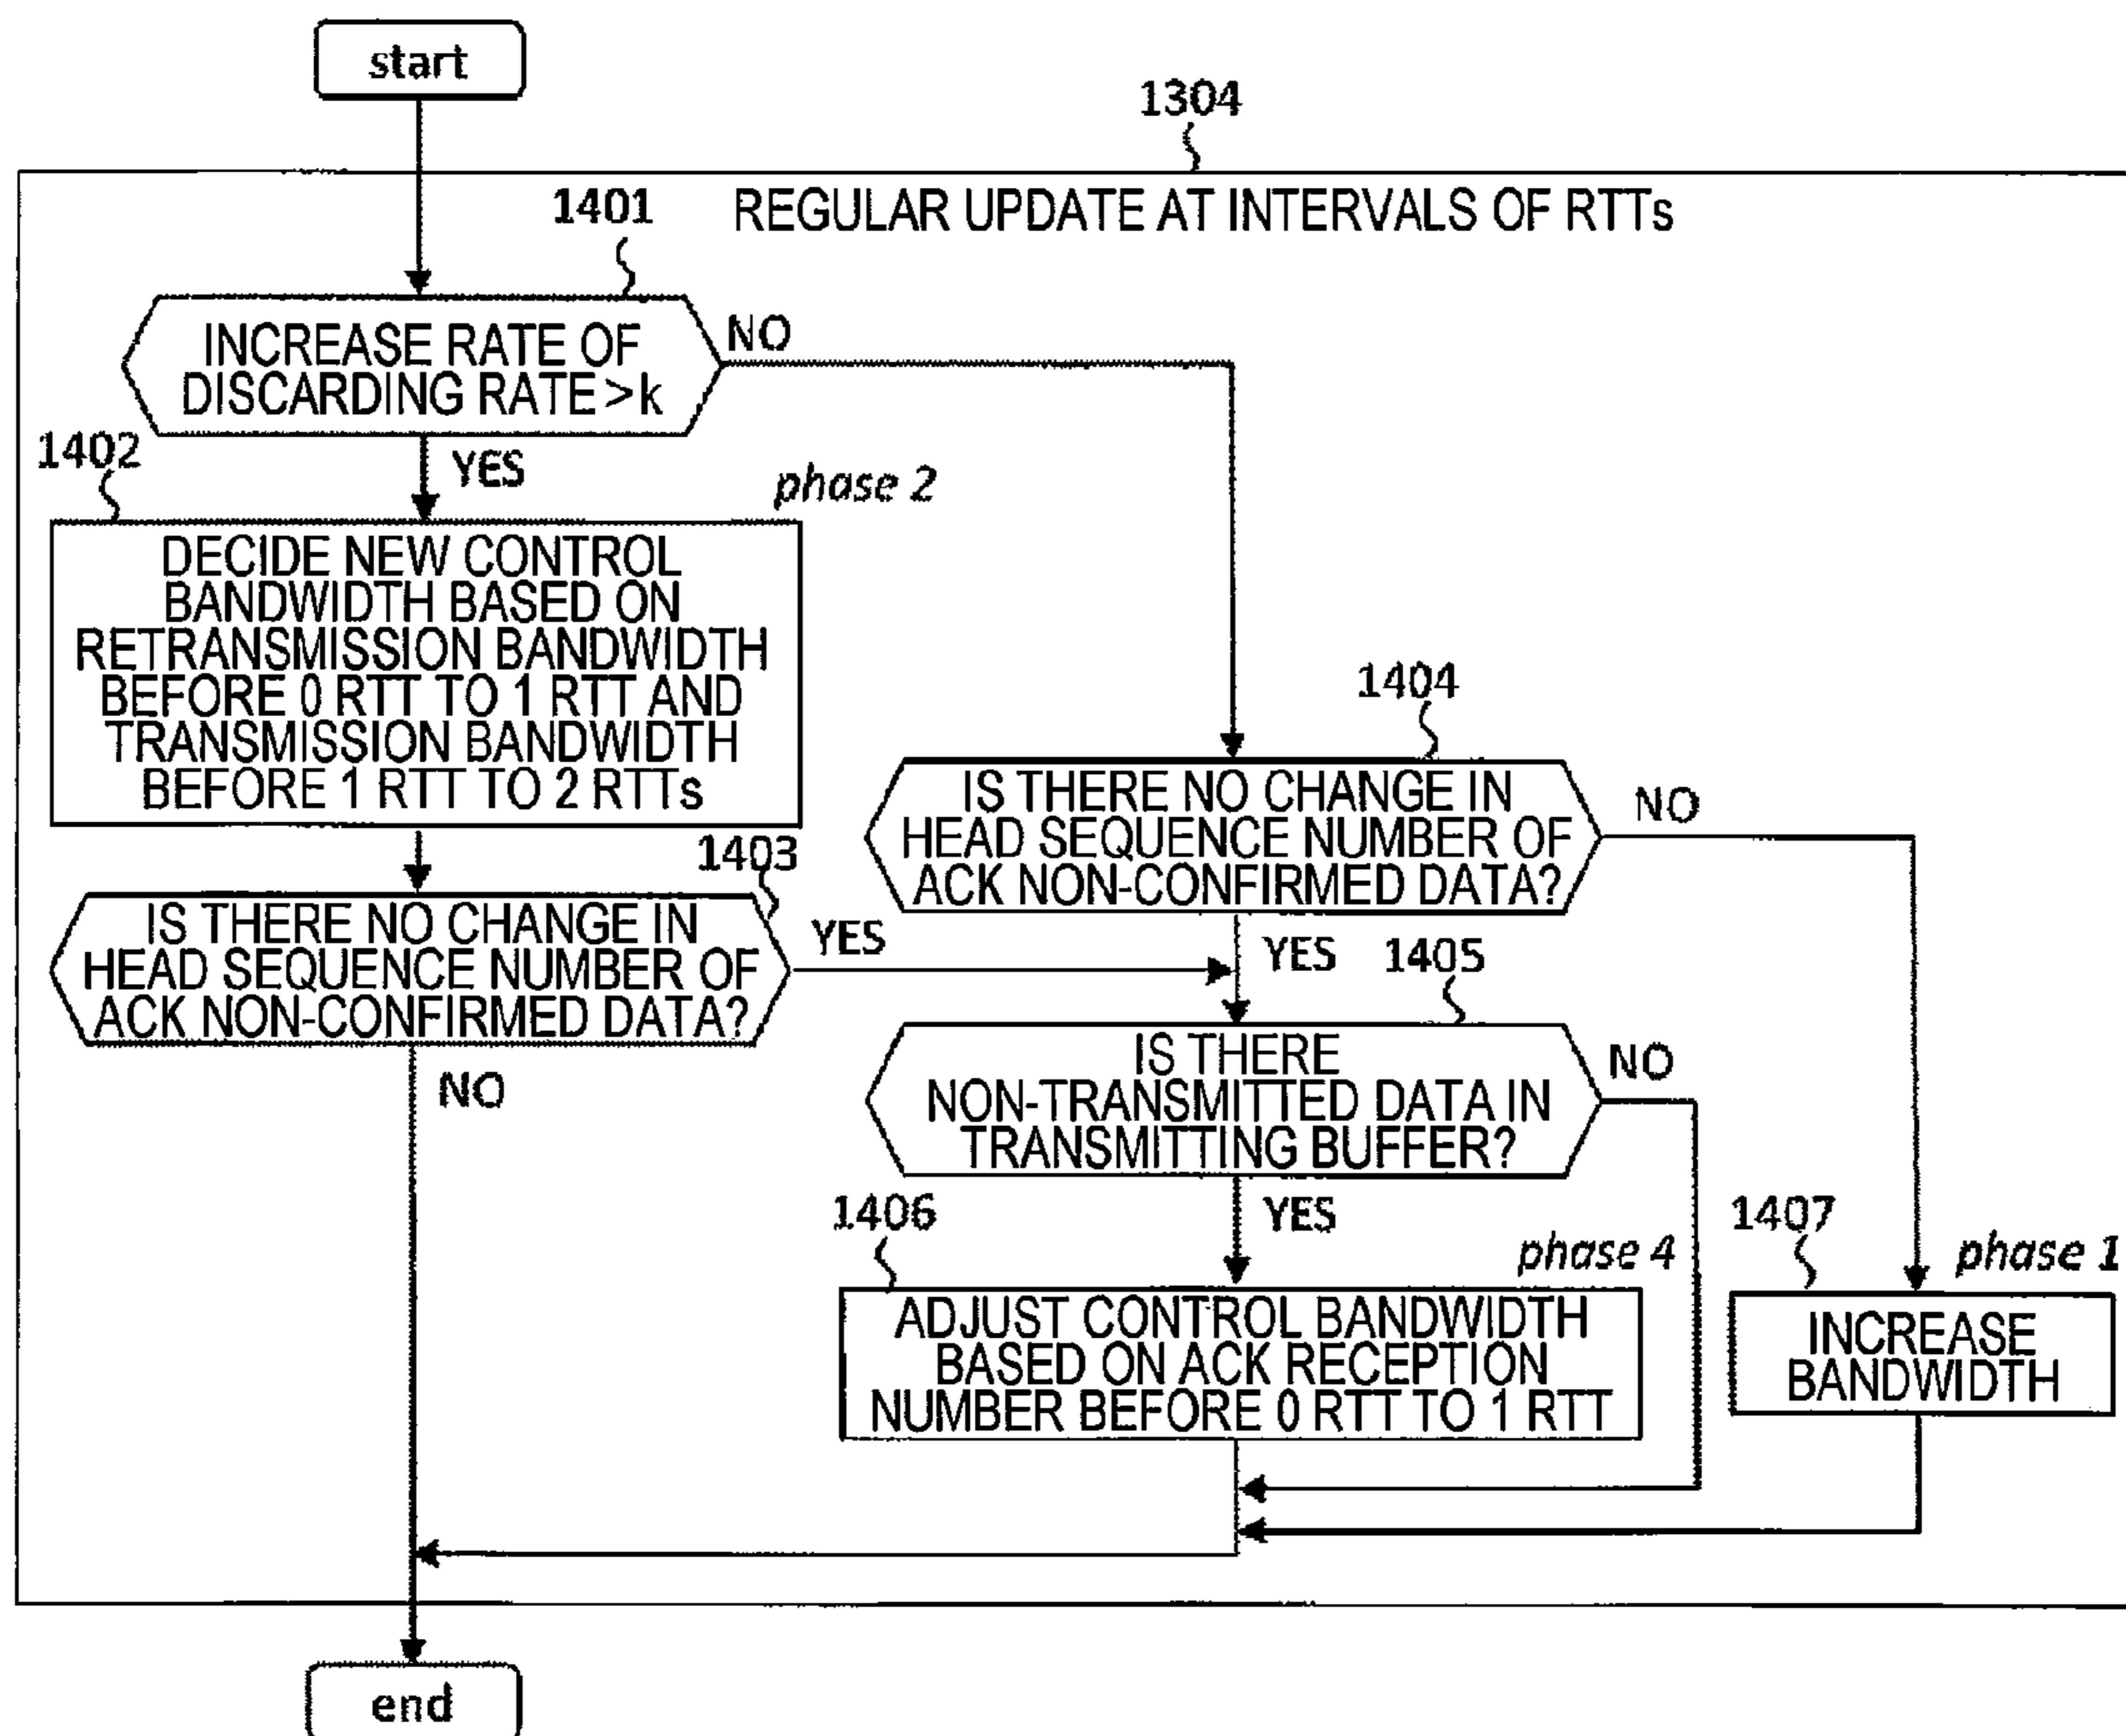 start
1304
REGULAR UPDATE AT INTERVALS OF RTTs
1401
INCREASE RATE OF
DISCARDING RATE >k
NO
YES
1402
phase 2
DECIDE NEW CONTROL
BANDWIDTH BASED ON
RETRANSMISSION BANDWIDTH
BEFORE 0 RTT TO 1 RTT AND
TRANSMISSION BANDWIDTH
BEFORE 1 RTT TO 2 RTTs
1403
IS THERE NO CHANGE IN
HEAD SEQUENCE NUMBER OF
ACK NON-CONFIRMED DATA?
YES
NO
1404
IS THERE NO CHANGE IN
HEAD SEQUENCE NUMBER OF
ACK NON-CONFIRMED DATA?
NO
YES
1405
IS THERE
NON-TRANSMITTED DATA IN
TRANSMITTING BUFFER?
NO
YES
1406
phase 4
ADJUST CONTROL BANDWIDTH
BASED ON ACK RECEPTION
NUMBER BEFORE 0 RTT TO 1 RTT
1407
phase 1
INCREASE
BANDWIDTH
end